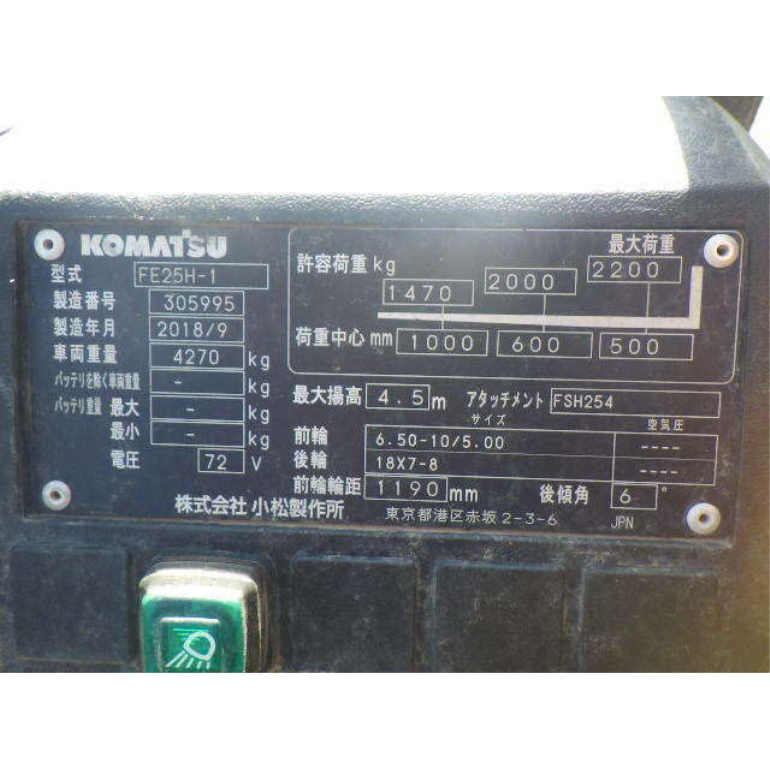 KOMATSU
型式 FE25H-1
製造番号 305995
製造年月 2018/9
車両重量 4270 kg
バッテリを除く車両重量 - kg
バッテリ重量 最大 - kg
最小 - kg
電圧 72 V
最大荷重
許容荷重 kg 1470 2000 2200
荷重中心 mm 1000 600 500
最大揚高 4.5 m アタッチメント FSH254
サイズ 空気圧
前輪 6.50-10/5.00 ----
後輪 18X7-8 ----
前輪輪距 1190 mm 後傾角 6 °
株式会社 小松製作所 東京都港区赤坂2-3-6 JPN